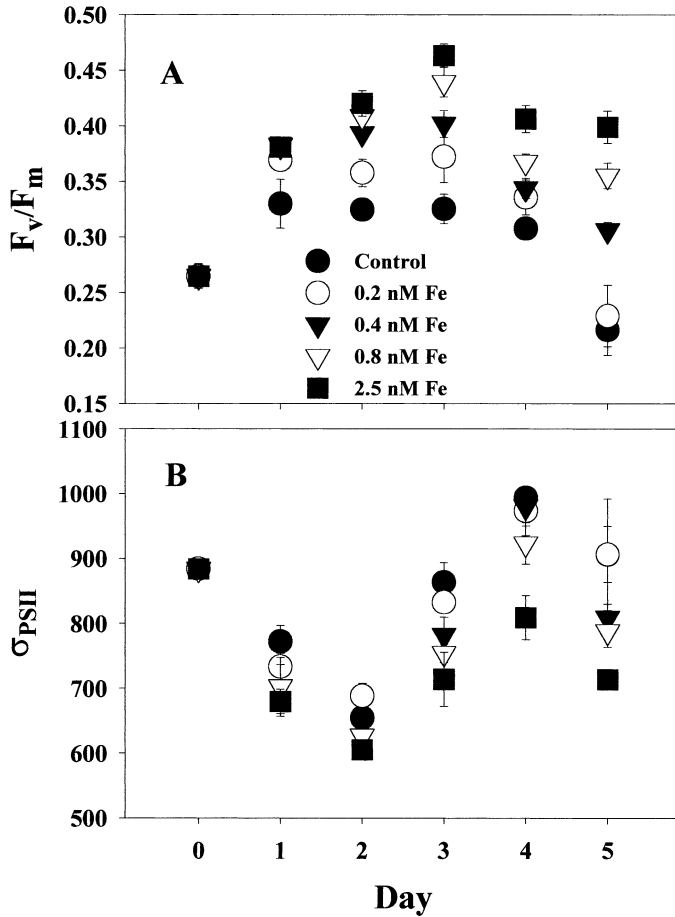 0.50
A
0.45
0.40
0.35
0.30
0.25
0.20
0.15
Fv/Fm
Control
0.2 nM Fe
0.4 nM Fe
0.8 nM Fe
2.5 nM Fe
1100
B
1000
900
800
700
600
500
σPSII
0 1 2 3 4 5
Day